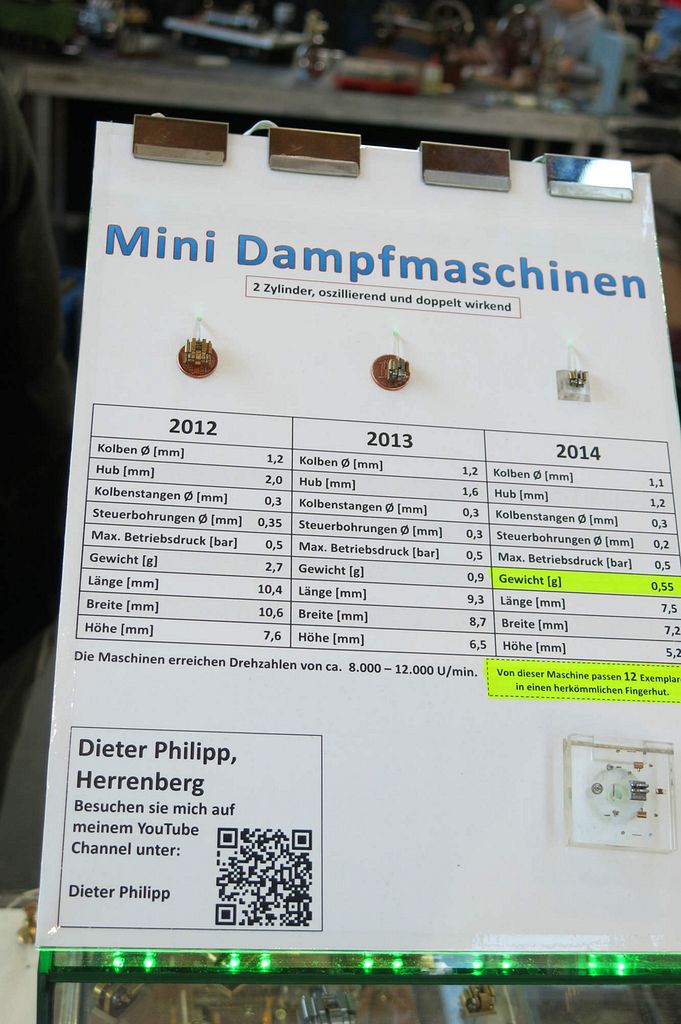 Mini Dampfmaschinen
2 Zylinder, oszillierend und doppelt wirkend
2012
Kolben Ø [mm] 1,2
Hub [mm] 2,0
Kolbenstangen Ø [mm] 0,3
Steuerbohrungen Ø [mm] 0,35
Max. Betriebsdruck [bar] 0,5
Gewicht [g] 2,7
Länge [mm] 10,4
Breite [mm] 10,6
Höhe [mm] 7,6
2013
Kolben Ø [mm] 1,2
Hub [mm] 1,6
Kolbenstangen Ø [mm] 0,3
Steuerbohrungen Ø [mm] 0,3
Max. Betriebsdruck [bar] 0,5
Gewicht [g] 0,9
Länge [mm] 9,3
Breite [mm] 8,7
Höhe [mm] 6,5
2014
Kolben Ø [mm] 1,1
Hub [mm] 1,2
Kolbenstangen Ø [mm] 0,3
Steuerbohrungen Ø [mm] 0,2
Max. Betriebsdruck [bar] 0,5
Gewicht [g] 0,55
Länge [mm] 7,5
Breite [mm] 7,2
Höhe [mm] 5,2
Die Maschinen erreichen Drehzahlen von ca. 8.000 – 12.000 U/min.
Von dieser Maschine passen 12 Exemplar
in einen herkömmlichen Fingerhut.
Dieter Philipp,
Herrenberg
Besuchen sie mich auf
meinem YouTube
Channel unter:
Dieter Philipp